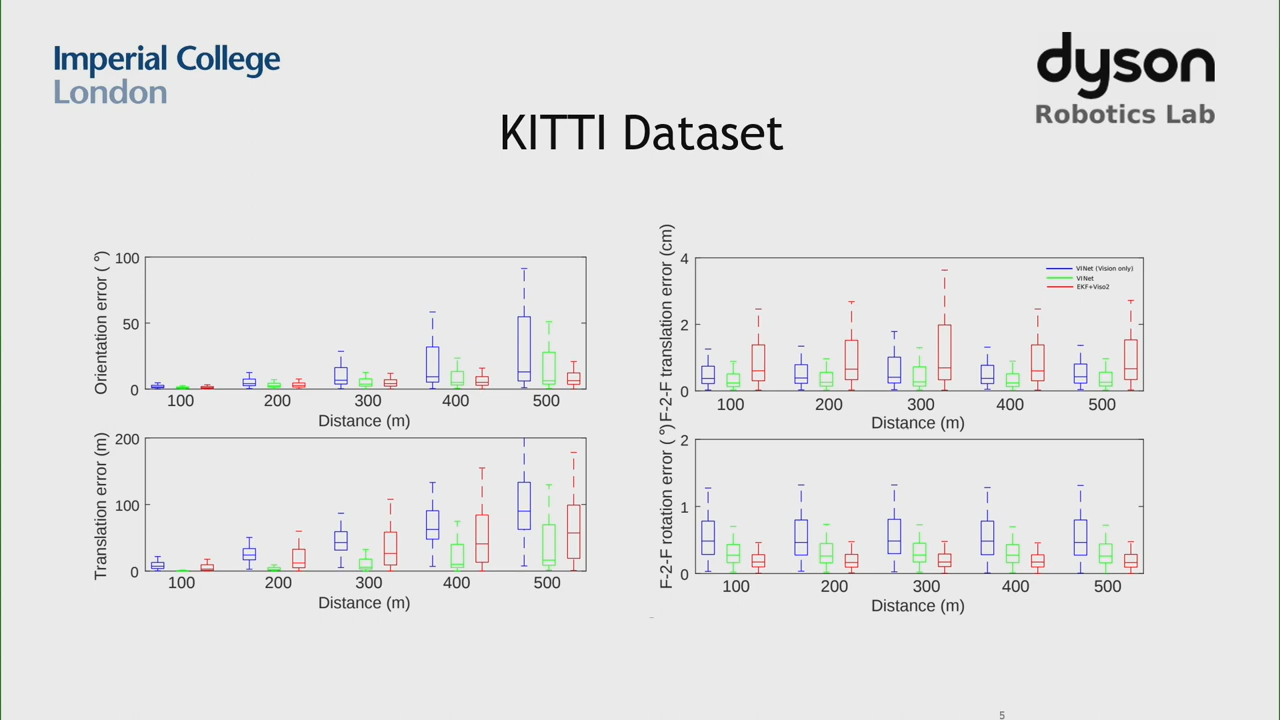 Imperial College
London
dyson
Robotics Lab
KITTI Dataset
Orientation error ( °)
100
50
0
100 200 300 400 500
Distance (m)
Translation error (m)
200
100
0
100 200 300 400 500
Distance (m)
F-2-F translation error (cm)
4
2
0
VINet (Vision only)
VINet
EKF+Viso2
100 200 300 400 500
Distance (m)
F-2-F rotation error ( °)
2
1
0
100 200 300 400 500
Distance (m)
5